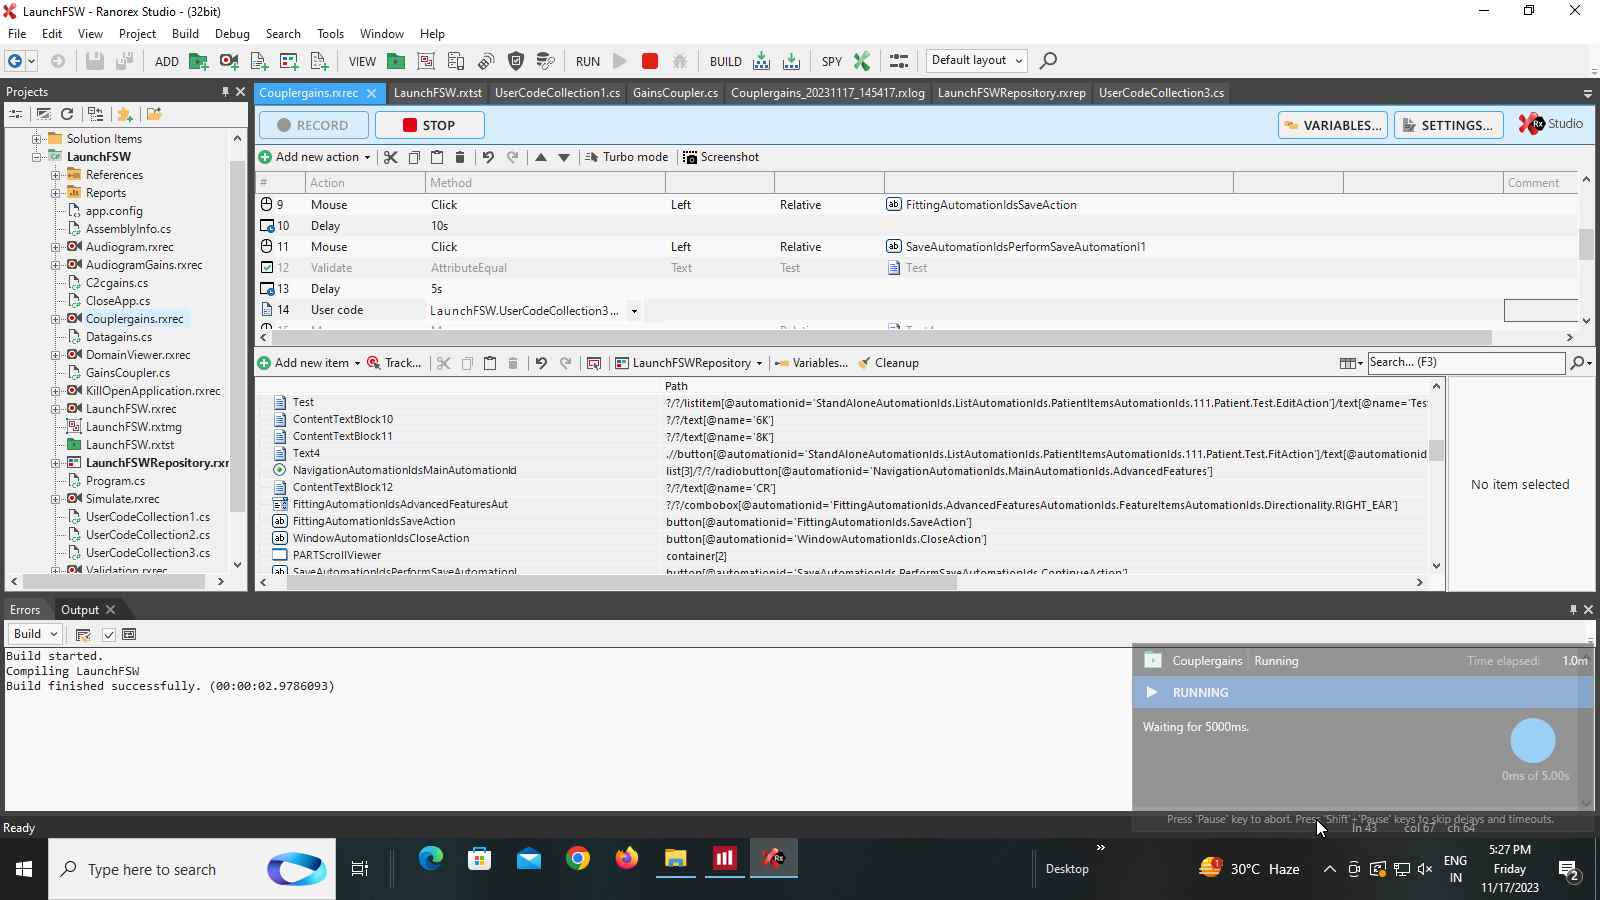 LaunchFSW - Ranorex Studio - (32bit)
File Edit View Project Build Debug Search Tools Window Help
ADD VIEW RUN BUILD SPY Default layout
Projects
Couplergains.rxrec LaunchFSW.rxtst UserCodeCollection1.cs GainsCoupler.cs Couplergains_20231117_145417.rxlog LaunchFSWRepository.rxrep UserCodeCollection3.cs
RECORD STOP VARIABLES... SETTINGS... Rx Studio
Add new action Turbo mode Screenshot
Solution Items
LaunchFSW
References
Reports
app.config
AssemblyInfo.cs
Audiogram.rxrec
AudiogramGains.rxrec
C2cgains.cs
CloseApp.cs
Couplergains.rxrec
Datagains.cs
DomainViewer.rxrec
GainsCoupler.cs
KillOpenApplication.rxrec
LaunchFSW.rxrec
LaunchFSW.rxtmg
LaunchFSW.rxtst
LaunchFSWRepository.rxr
Program.cs
Simulate.rxrec
UserCodeCollection1.cs
UserCodeCollection2.cs
UserCodeCollection3.cs
Validation.rxrec
# Action Method Comment
9 Mouse Click Left Relative FittingAutomationIdsSaveAction
10 Delay 10s
11 Mouse Click Left Relative SaveAutomationIdsPerformSaveAutomationI1
12 Validate AttributeEqual Text Test Test
13 Delay 5s
14 User code LaunchFSW.UserCodeCollection3...
Add new item Track... LaunchFSWRepository Variables... Cleanup Search... (F3)
Path
Test ?/?/listitem[@automationid='StandAloneAutomationIds.ListAutomationIds.PatientItemsAutomationIds.111.Patient.Test.EditAction']/text[@name='Tes
ContentTextBlock10 ?/?/text[@name='6K']
ContentTextBlock11 ?/?/text[@name='8K']
Text4 .//button[@automationid='StandAloneAutomationIds.ListAutomationIds.PatientItemsAutomationIds.111.Patient.Test.FitAction']/text[@automationid
NavigationAutomationIdsMainAutomationId list[3]/?/?/radiobutton[@automationid='NavigationAutomationIds.MainAutomationIds.AdvancedFeatures']
ContentTextBlock12 ?/?/text[@name='CR']
FittingAutomationIdsAdvancedFeaturesAut ?/?/combobox[@automationid='FittingAutomationIds.AdvancedFeaturesAutomationIds.FeatureItemsAutomationIds.Directionality.RIGHT_EAR']
FittingAutomationIdsSaveAction button[@automationid='FittingAutomationIds.SaveAction']
WindowAutomationIdsCloseAction button[@automationid='WindowAutomationIds.CloseAction']
PARTScrollViewer container[2]
SaveAutomationIdsPerformSaveAutomationI button[@automationid='SaveAutomationIds.PerformSaveAutomationIds.ContinueAction']
No item selected
Errors Output
Build
Build started.
Compiling LaunchFSW
Build finished successfully. (00:00:02.9786093)
Couplergains Running Time elapsed: 1.0m
RUNNING
Waiting for 5000ms.
0ms of 5.00s
Press 'Pause' key to abort. Press 'Shift'+'Pause' keys to skip delays and timeouts.
Ready ln 43 col 67 ch 64
Type here to search
Desktop
30°C Haze
ENG
IN
5:27 PM
Friday
11/17/2023
2